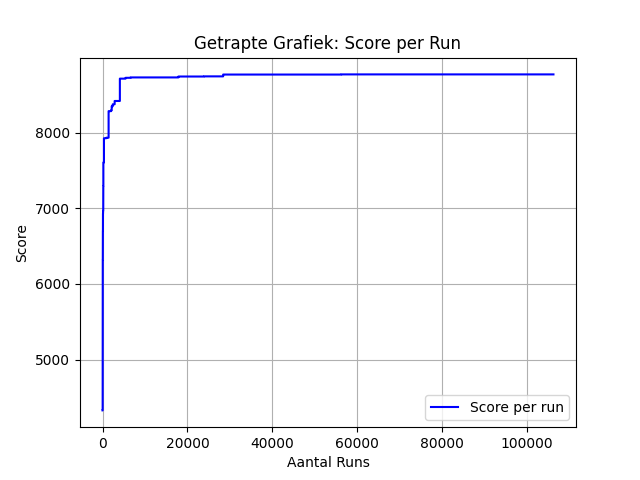 Getrapte Grafiek: Score per Run
Score
8000
7000
6000
5000
0 20000 40000 60000 80000 100000
Aantal Runs
Score per run